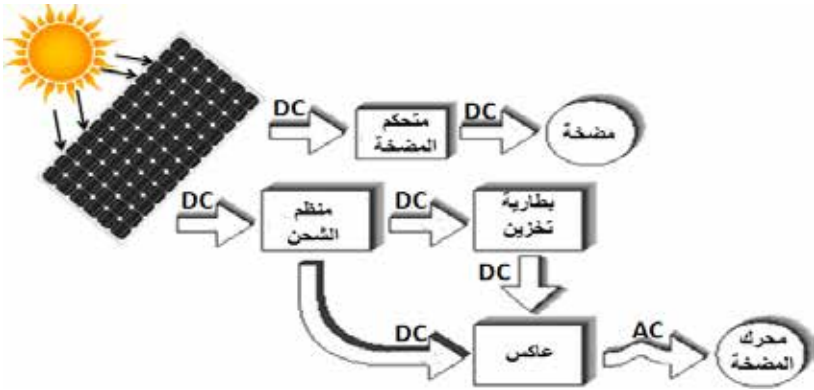 DC
متحكم
المضخة
DC
مضخة
DC
منظم
الشحن
DC
بطارية
تخزين
DC
DC
عاكس
AC
محرك
المضخة